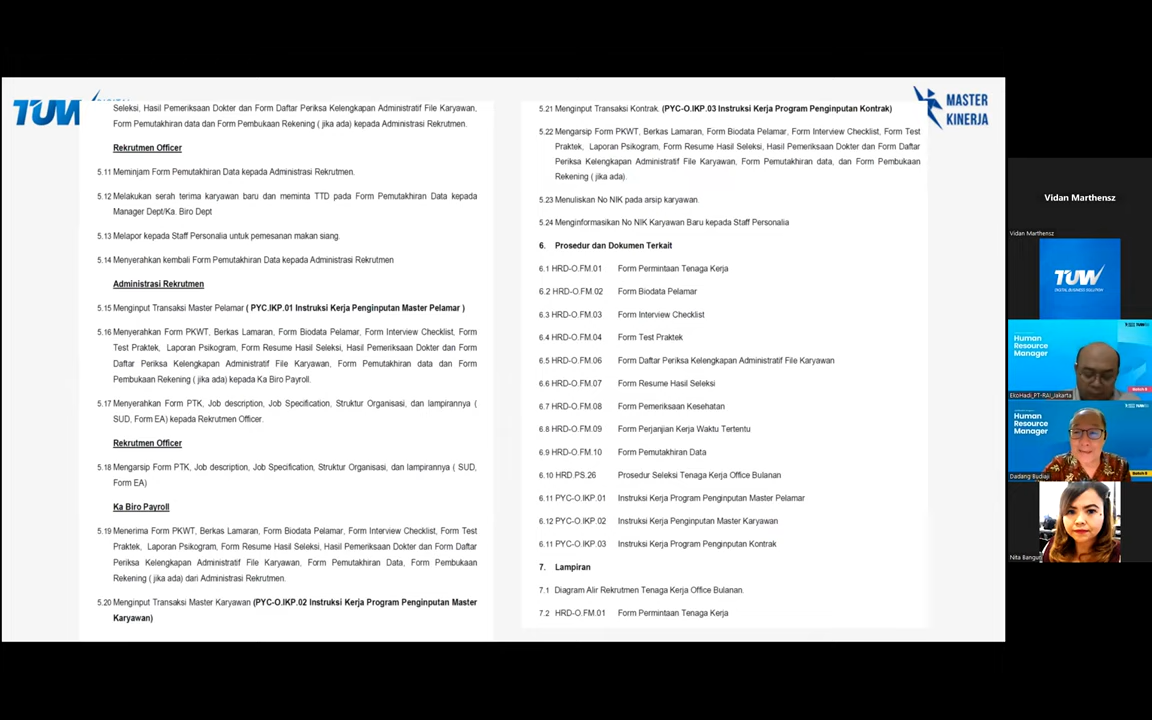 TUW
DIGITAL
MASTER
KINERJA
Seleksi, Hasil Pemeriksaan Dokter dan Form Daftar Periksa Kelengkapan Administratif File Karyawan,
Form Pemutakhiran data dan Form Pembukaan Rekening ( jika ada) kepada Administrasi Rekrutmen.
Rekrutmen Officer
5.11 Meminjam Form Pemutakhiran Data kepada Administrasi Rekrutmen.
5.12 Melakukan serah terima karyawan baru dan meminta TTD pada Form Pemutakhiran Data kepada
Manager Dept/Ka. Biro Dept
5.13 Melapor kepada Staff Personalia untuk pemesanan makan siang.
5.14 Menyerahkan kembali Form Pemutakhiran Data kepada Administrasi Rekrutmen
Administrasi Rekrutmen
5.15 Menginput Transaksi Master Pelamar ( PYC.IKP.01 Instruksi Kerja Penginputan Master Pelamar )
5.16 Menyerahkan Form PKWT, Berkas Lamaran, Form Biodata Pelamar, Form Interview Checklist, Form
Test Praktek, Laporan Psikogram, Form Resume Hasil Seleksi, Hasil Pemeriksaan Dokter dan Form
Daftar Periksa Kelengkapan Administratif File Karyawan, Form Pemutakhiran data dan Form
Pembukaan Rekening ( jika ada) kepada Ka Biro Payroll.
5.17 Menyerahkan Form PTK, Job description, Job Specification, Struktur Organisasi, dan lampirannya (
SUD, Form EA) kepada Rekrutmen Officer.
Rekrutmen Officer
5.18 Mengarsip Form PTK, Job description, Job Specification, Struktur Organisasi, dan lampirannya ( SUD,
Form EA)
Ka Biro Payroll
5.19 Menerima Form PKWT, Berkas Lamaran, Form Biodata Pelamar, Form Interview Checklist, Form Test
Praktek, Laporan Psikogram, Form Resume Hasil Seleksi, Hasil Pemeriksaan Dokter dan Form Daftar
Periksa Kelengkapan Administratif File Karyawan, Form Pemutakhiran Data, Form Pembukaan
Rekening ( jika ada) dari Administrasi Rekrutmen.
5.20 Menginput Transaksi Master Karyawan (PYC-O.IKP.02 Instruksi Kerja Program Penginputan Master
Karyawan)
5.21 Menginput Transaksi Kontrak. (PYC-O.IKP.03 Instruksi Kerja Program Penginputan Kontrak)
5.22 Mengarsip Form PKWT, Berkas Lamaran, Form Biodata Pelamar, Form Interview Checklist, Form Test
Praktek, Laporan Psikogram, Form Resume Hasil Seleksi, Hasil Pemeriksaan Dokter dan Form Daftar
Periksa Kelengkapan Administratif File Karyawan, Form Pemutakhiran data, dan Form Pembukaan
Rekening ( jika ada).
5.23 Menuliskan No NIK pada arsip karyawan.
5.24 Menginformasikan No NIK Karyawan Baru kepada Staff Personalia
6. Prosedur dan Dokumen Terkait
6.1 HRD-O.FM.01 Form Permintaan Tenaga Kerja
6.2 HRD-O.FM.02 Form Biodata Pelamar
6.3 HRD-O.FM.03 Form Interview Checklist
6.4 HRD-O.FM.04 Form Test Praktek
6.5 HRD-O.FM.06 Form Daftar Periksa Kelengkapan Administratif File Karyawan
6.6 HRD-O.FM.07 Form Resume Hasil Seleksi
6.7 HRD-O.FM.08 Form Pemeriksaan Kesehatan
6.8 HRD-O.FM.09 Form Perjanjian Kerja Waktu Tertentu
6.9 HRD-O.FM.10 Form Pemutakhiran Data
6.10 HRD.PS.26 Prosedur Seleksi Tenaga Kerja Office Bulanan
6.11 PYC-O.IKP.01 Instruksi Kerja Program Penginputan Master Pelamar
6.12 PYC-O.IKP.02 Instruksi Kerja Penginputan Master Karyawan
6.11 PYC-O.IKP.03 Instruksi Kerja Program Penginputan Kontrak
7. Lampiran
7.1 Diagram Alir Rekrutmen Tenaga Kerja Office Bulanan.
7.2 HRD-O.FM.01 Form Permintaan Tenaga Kerja
Vidan Marthensz
Vidan Marthensz
TUW
DIGITAL BUSINESS SOLUTION
Human
Resource
Manager
EkoHadi_PT-RAI_Jakarta
Human
Resource
Manager
Dadang Budiaji
Nita Bangun